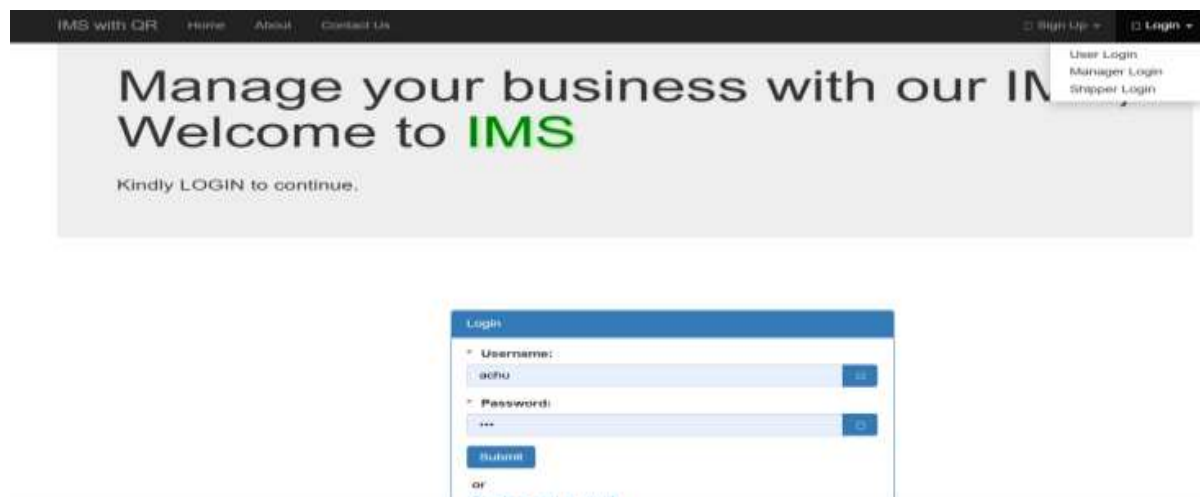 IMS with QR Home About Contact Us Sign Up Login
User Login
Manager Login
Shipper Login
Manage your business with our
Welcome to IMS
Kindly LOGIN to continue.
Login
* Username:
achu
* Password:
***
Submit
or